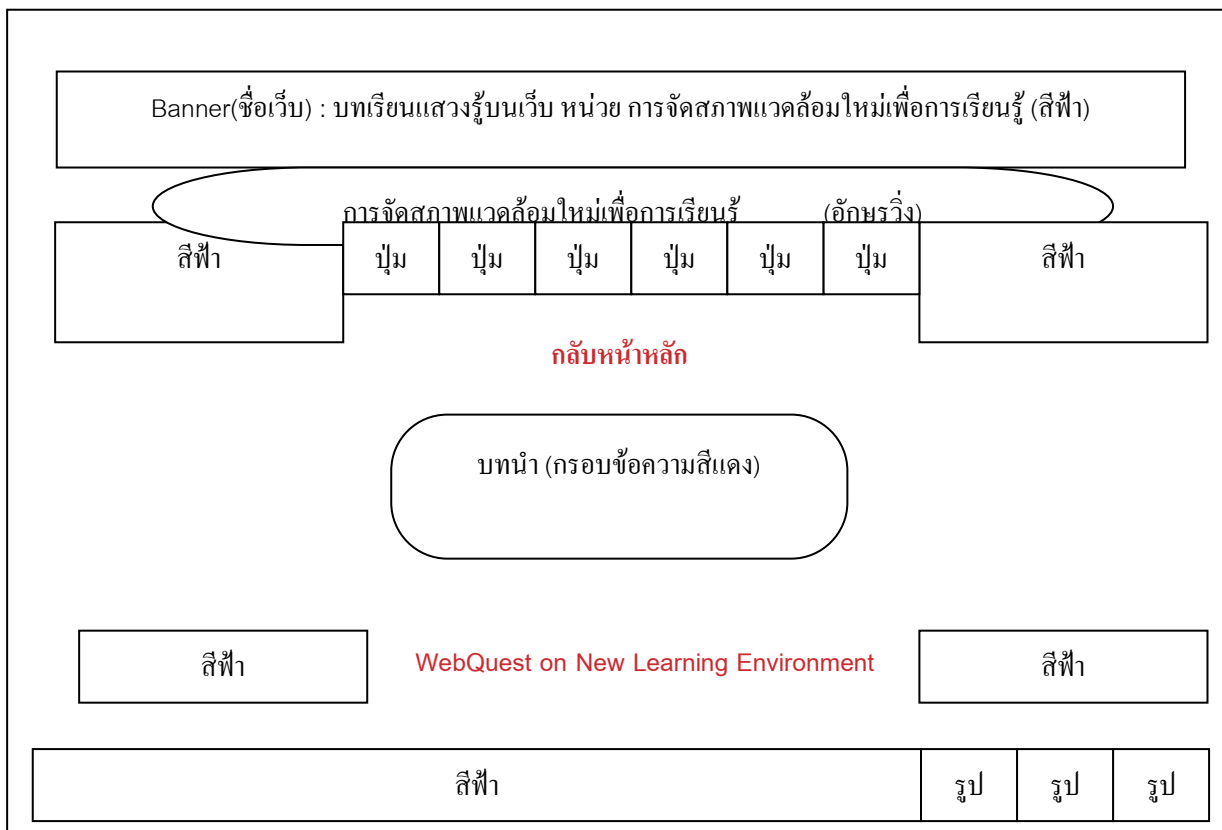 Banner(ชื่อเว็บ) : บทเรียนแสวงรู้บนเว็บ หน่วย การจัดสภาพแวดล้อมใหม่เพื่อการเรียนรู้ (สีฟ้า)
การจัดสภาพแวดล้อมใหม่เพื่อการเรียนรู้ (อักษรวิ่ง)
สีฟ้า ปุ่ม ปุ่ม ปุ่ม ปุ่ม ปุ่ม ปุ่ม สีฟ้า
กลับหน้าหลัก
บทนำ (กรอบข้อความสีแดง)
สีฟ้า WebQuest on New Learning Environment สีฟ้า
สีฟ้า รูป รูป รูป